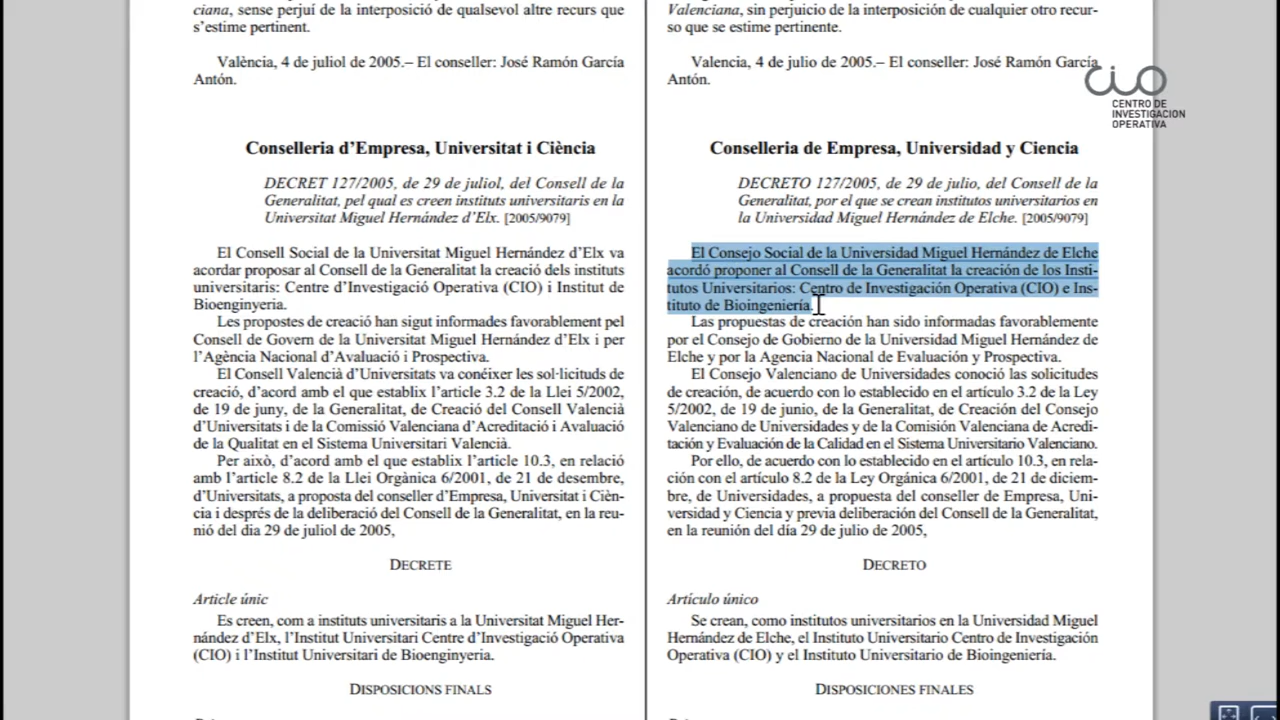 ciana, sense perjuí de la interposició de qualsevol altre recurs que
s'estime pertinent.
València, 4 de juliol de 2005.– El conseller: José Ramón García
Antón.
Conselleria d'Empresa, Universitat i Ciència
DECRET 127/2005, de 29 de juliol, del Consell de la
Generalitat, pel qual es creen instituts universitaris en la
Universitat Miguel Hernández d'Elx. [2005/9079]
El Consell Social de la Universitat Miguel Hernández d'Elx va
acordar proposar al Consell de la Generalitat la creació dels instituts
universitaris: Centre d'Investigació Operativa (CIO) i Institut de
Bioenginyeria.
Les propostes de creació han sigut informades favorablement pel
Consell de Govern de la Universitat Miguel Hernández d'Elx i per
l'Agència Nacional d'Avaluació i Prospectiva.
El Consell Valencià d'Universitats va conéixer les sol·licituds de
creació, d'acord amb el que establix l'article 3.2 de la Llei 5/2002,
de 19 de juny, de la Generalitat, de Creació del Consell Valencià
d'Universitats i de la Comissió Valenciana d'Acreditació i Avaluació
de la Qualitat en el Sistema Universitari Valencià.
Per això, d'acord amb el que establix l'article 10.3, en relació
amb l'article 8.2 de la Llei Orgànica 6/2001, de 21 de desembre,
d'Universitats, a proposta del conseller d'Empresa, Universitat i Cièn-
cia i després de la deliberació del Consell de la Generalitat, en la reu-
nió del dia 29 de juliol de 2005,
DECRETE
Article únic
Es creen, com a instituts universitaris a la Universitat Miguel Her-
nández d'Elx, l'Institut Universitari Centre d'Investigació Operativa
(CIO) i l'Institut Universitari de Bioenginyeria.
DISPOSICIONS FINALS
Valenciana, sin perjuicio de la interposición de cualquier otro recur-
so que se estime pertinente.
Valencia, 4 de julio de 2005.– El conseller: José Ramón García
Antón.
Conselleria de Empresa, Universidad y Ciencia
DECRETO 127/2005, de 29 de julio, del Consell de la
Generalitat, por el que se crean institutos universitarios en
la Universidad Miguel Hernández de Elche. [2005/9079]
El Consejo Social de la Universidad Miguel Hernández de Elche
acordó proponer al Consell de la Generalitat la creación de los Insti-
tutos Universitarios: Centro de Investigación Operativa (CIO) e Ins-
tituto de Bioingeniería.
Las propuestas de creación han sido informadas favorablemente
por el Consejo de Gobierno de la Universidad Miguel Hernández de
Elche y por la Agencia Nacional de Evaluación y Prospectiva.
El Consejo Valenciano de Universidades conoció las solicitudes
de creación, de acuerdo con lo establecido en el artículo 3.2 de la Ley
5/2002, de 19 de junio, de la Generalitat, de Creación del Consejo
Valenciano de Universidades y de la Comisión Valenciana de Acredi-
tación y Evaluación de la Calidad en el Sistema Universitario Valenciano.
Por ello, de acuerdo con lo establecido en el artículo 10.3, en rela-
ción con el artículo 8.2 de la Ley Orgánica 6/2001, de 21 de diciem-
bre, de Universidades, a propuesta del conseller de Empresa, Uni-
versidad y Ciencia y previa deliberación del Consell de la Generalitat,
en la reunión del día 29 de julio de 2005,
DECRETO
Artículo único
Se crean, como institutos universitarios en la Universidad Miguel
Hernández de Elche, el Instituto Universitario Centro de Investigación
Operativa (CIO) y el Instituto Universitario de Bioingeniería.
DISPOSICIONES FINALES
CIO
CENTRO DE
INVESTIGACION
OPERATIVA